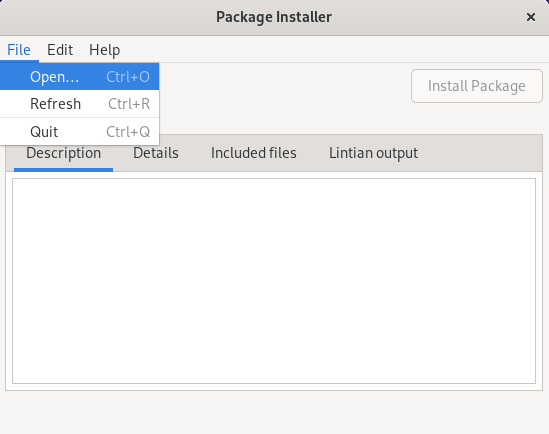 Package Installer ×
File Edit Help
Open... Ctrl+O
Install Package
Refresh Ctrl+R
Quit Ctrl+Q
Description Details Included files Lintian output